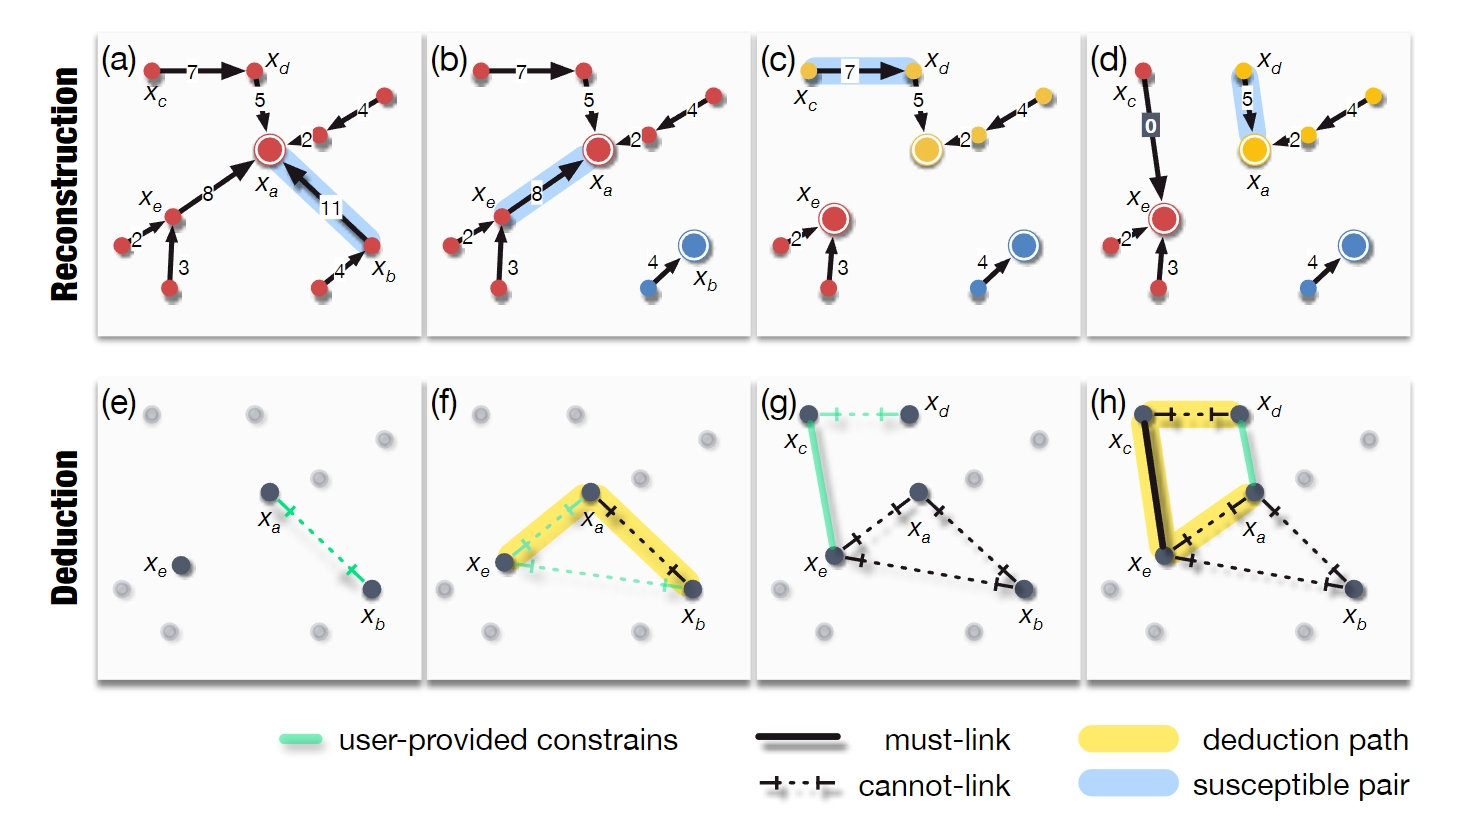 Reconstruction
(a)
7
x_d
x_c
5
4
2
x_a
8
11
x_e
2
3
4
x_b
(b)
7
5
4
2
x_a
x_e
8
2
3
4
x_b
(c)
7
x_d
x_c
5
4
2
2
3
4
(d)
x_d
x_c
5
4
0
2
x_a
x_e
2
3
4
Deduction
(e)
x_a
x_e
x_b
(f)
x_a
x_e
x_b
(g)
x_d
x_c
x_a
x_e
x_b
(h)
x_d
x_c
x_a
x_e
x_b
user-provided constrains
must-link
deduction path
cannot-link
susceptible pair